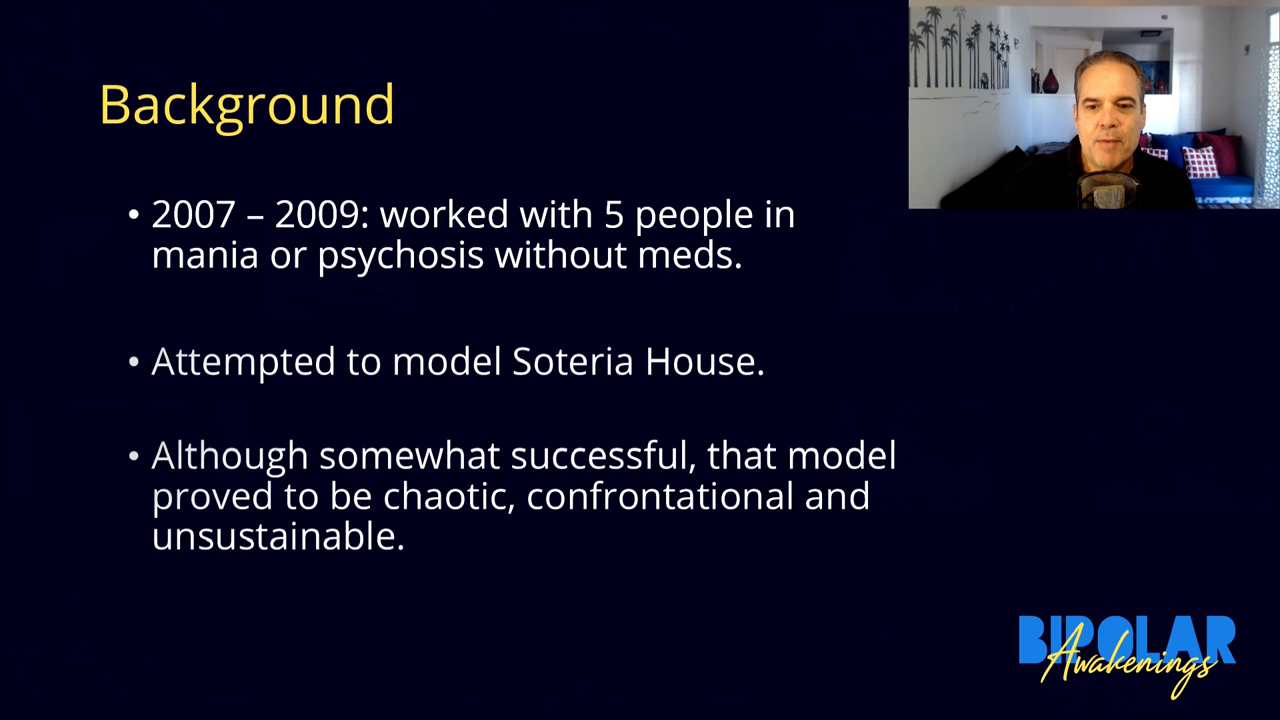 Background
• 2007 – 2009: worked with 5 people in
mania or psychosis without meds.
• Attempted to model Soteria House.
• Although somewhat successful, that model
proved to be chaotic, confrontational and
unsustainable.
BIPOLAR
Awakenings